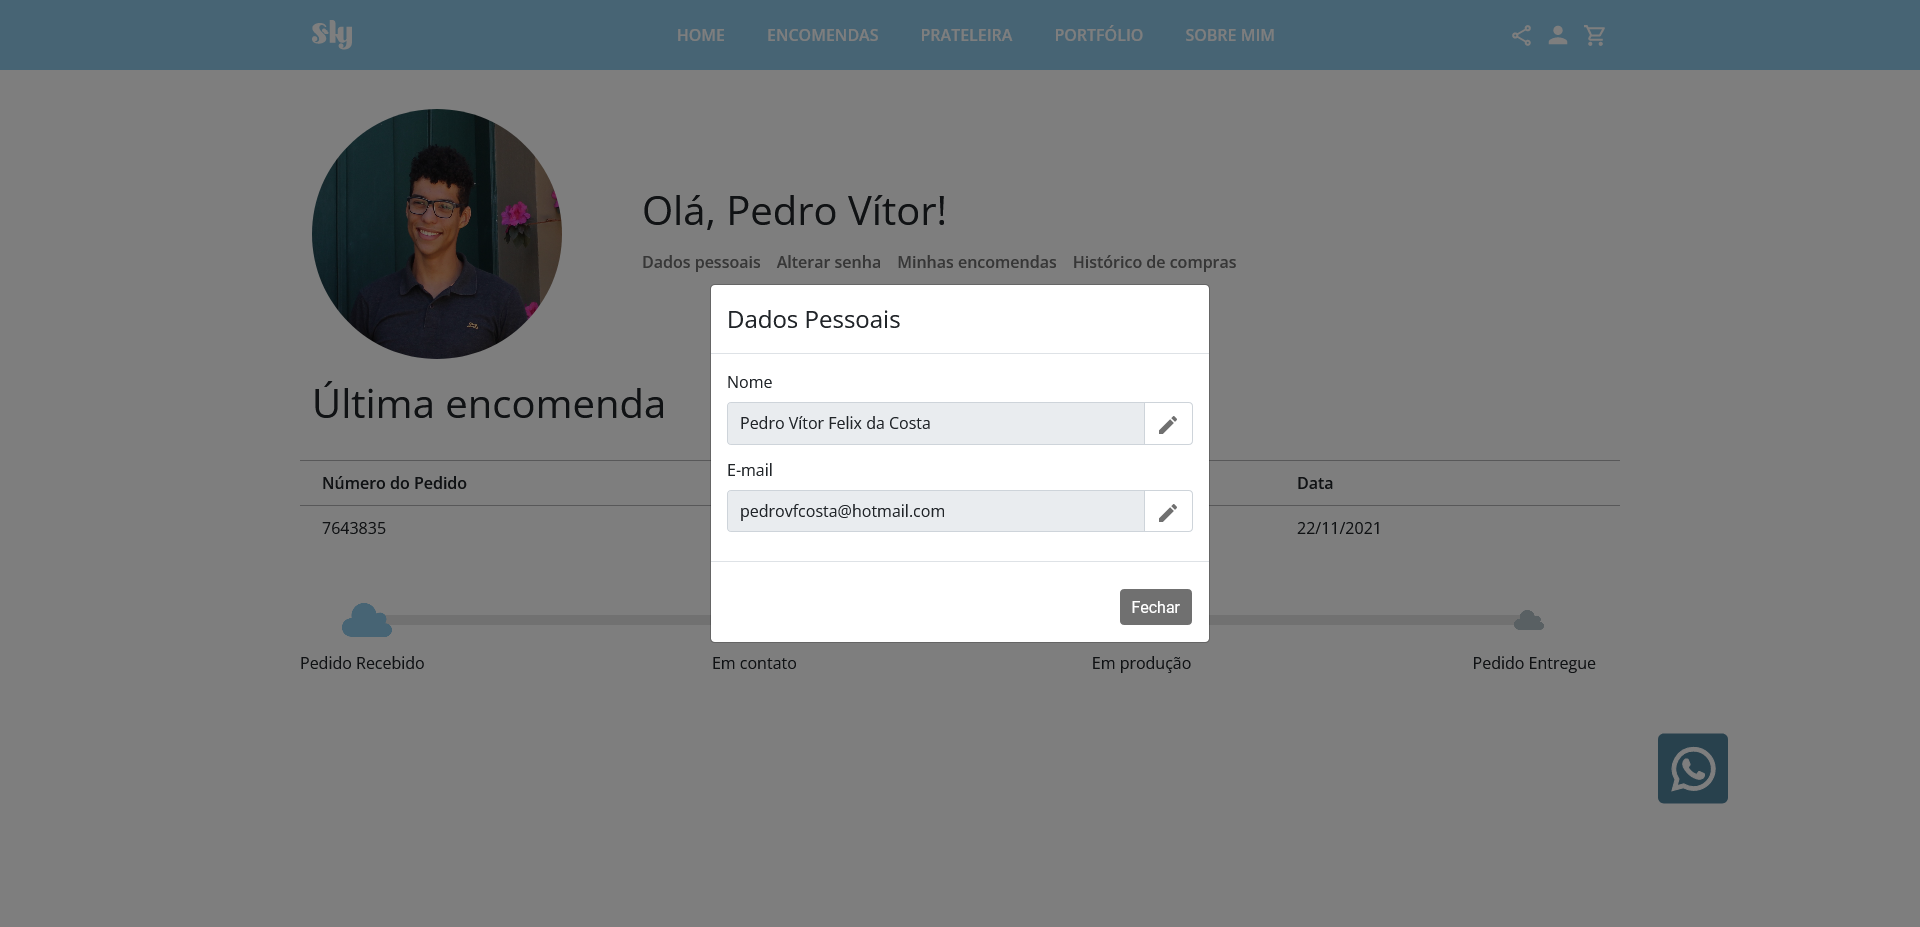 Sky
HOME ENCOMENDAS PRATELEIRA PORTFÓLIO SOBRE MIM
Olá, Pedro Vítor!
Dados pessoais Alterar senha Minhas encomendas Histórico de compras
Dados Pessoais
Nome
Pedro Vítor Felix da Costa
E-mail
pedrovfcosta@hotmail.com
Fechar
Última encomenda
Número do Pedido Data
7643835 22/11/2021
Pedido Recebido Em contato Em produção Pedido Entregue